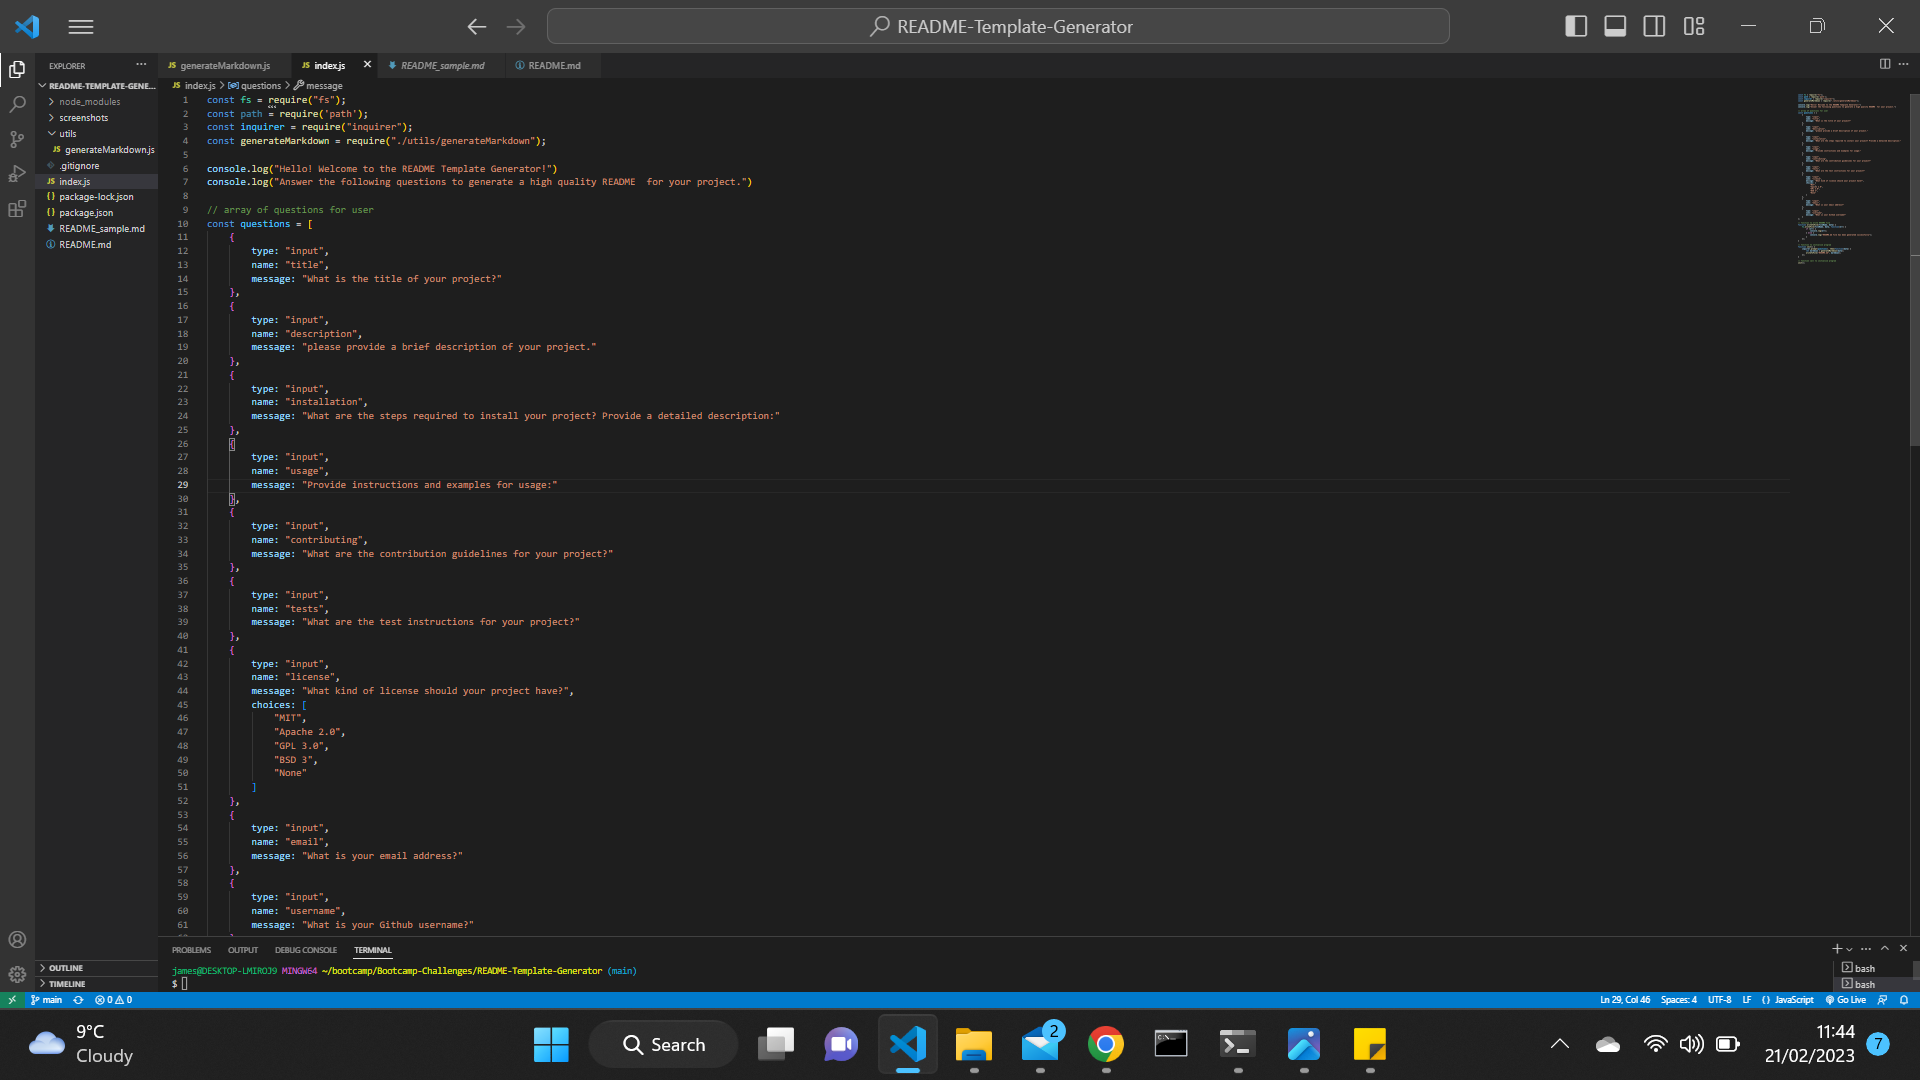 README-Template-Generator
EXPLORER
README-TEMPLATE-GENE...
node_modules
screenshots
utils
JS generateMarkdown.js
.gitignore
JS index.js
{} package-lock.json
{} package.json
README_sample.md
README.md
OUTLINE
TIMELINE
JS generateMarkdown.js
JS index.js
README_sample.md
README.md
JS index.js > questions > message
1 const fs = require("fs");
2 const path = require('path');
3 const inquirer = require("inquirer");
4 const generateMarkdown = require("./utils/generateMarkdown");
5
6 console.log("Hello! Welcome to the README Template Generator!")
7 console.log("Answer the following questions to generate a high quality README  for your project.")
8
9 // array of questions for user
10 const questions = [
11 {
12 type: "input",
13 name: "title",
14 message: "What is the title of your project?"
15 },
16 {
17 type: "input",
18 name: "description",
19 message: "please provide a brief description of your project."
20 },
21 {
22 type: "input",
23 name: "installation",
24 message: "What are the steps required to install your project? Provide a detailed description:"
25 },
26 {
27 type: "input",
28 name: "usage",
29 message: "Provide instructions and examples for usage:"
30 },
31 {
32 type: "input",
33 name: "contributing",
34 message: "What are the contribution guidelines for your project?"
35 },
36 {
37 type: "input",
38 name: "tests",
39 message: "What are the test instructions for your project?"
40 },
41 {
42 type: "input",
43 name: "license",
44 message: "What kind of license should your project have?",
45 choices: [
46 "MIT",
47 "Apache 2.0",
48 "GPL 3.0",
49 "BSD 3",
50 "None"
51 ]
52 },
53 {
54 type: "input",
55 name: "email",
56 message: "What is your email address?"
57 },
58 {
59 type: "input",
60 name: "username",
61 message: "What is your Github username?"
PROBLEMS OUTPUT DEBUG CONSOLE TERMINAL
james@DESKTOP-LMIROJ9 MINGW64 ~/bootcamp/Bootcamp-Challenges/README-Template-Generator (main)
$
bash
bash
main 0 0 Ln 29, Col 46 Spaces: 4 UTF-8 LF {} JavaScript Go Live
9°C
Cloudy
Search
2
11:44
21/02/2023
7